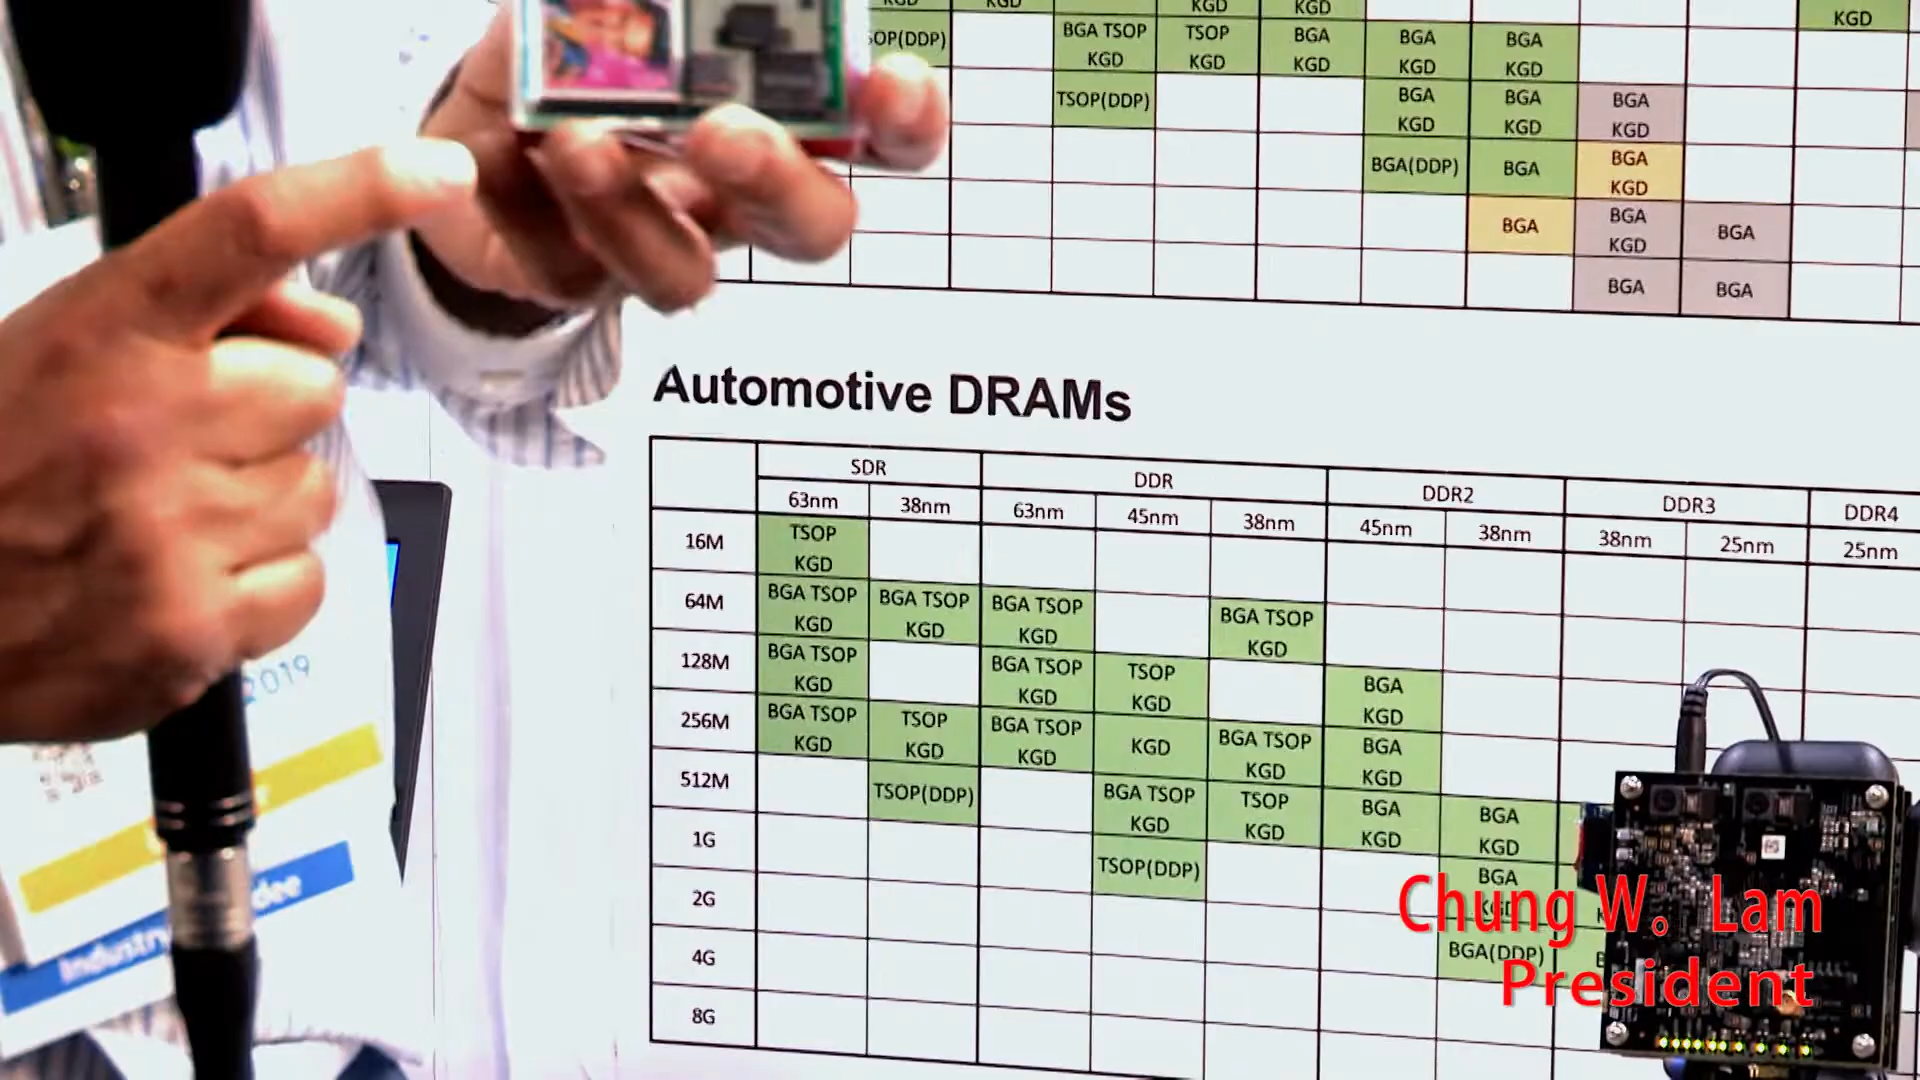 KGD KGD KGD KGD KGD
BGA TSOP TSOP BGA BGA BGA
OP(DDP) KGD KGD KGD KGD KGD
TSOP(DDP) BGA BGA BGA
KGD KGD KGD
BGA(DDP) BGA BGA
KGD
BGA BGA BGA
KGD
BGA BGA
Automotive DRAMs
SDR DDR DDR2 DDR3 DDR4
63nm 38nm 63nm 45nm 38nm 45nm 38nm 38nm 25nm 25nm
16M TSOP
KGD
64M BGA TSOP BGA TSOP BGA TSOP BGA TSOP
KGD KGD KGD KGD
128M BGA TSOP BGA TSOP TSOP BGA
KGD KGD KGD KGD
256M BGA TSOP TSOP BGA TSOP KGD BGA TSOP BGA
KGD KGD KGD KGD KGD
512M TSOP(DDP) BGA TSOP TSOP BGA BGA
KGD KGD KGD KGD
1G TSOP(DDP) BGA
KGD
2G BGA(DDP)
4G
8G
Chung W。 Lam
President
2019
dee
Industry